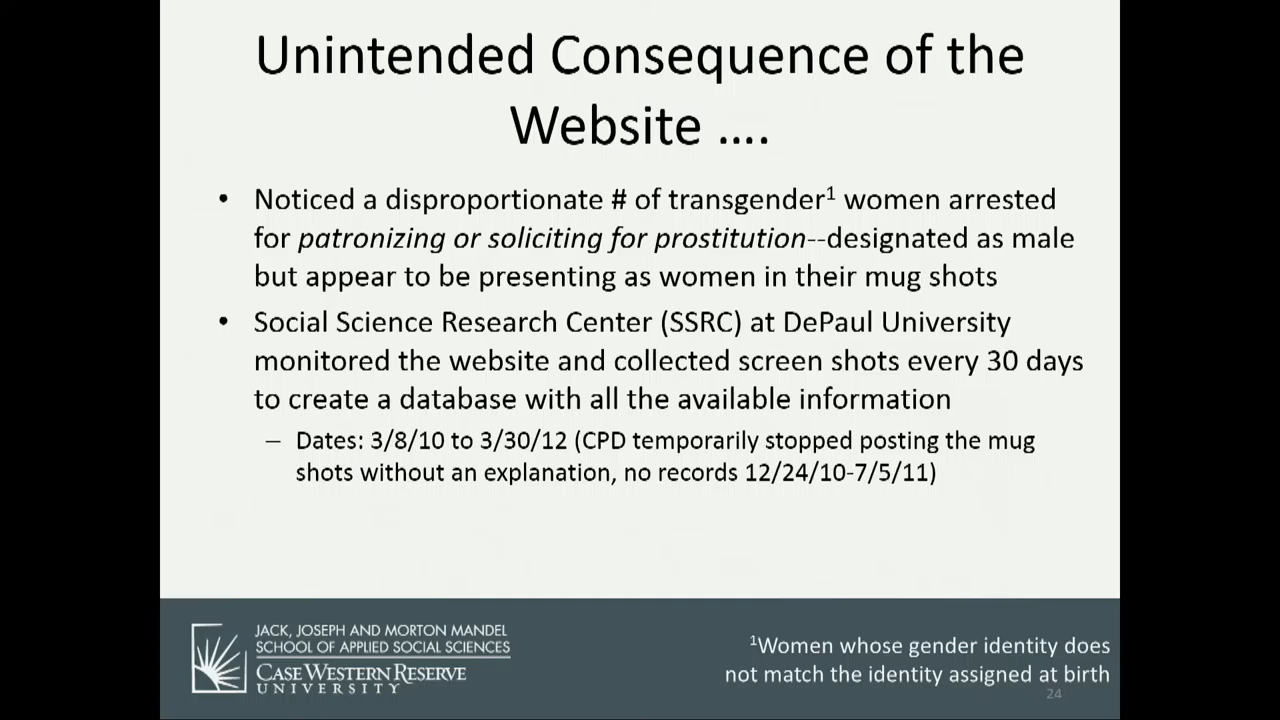 Unintended Consequence of the
Website ....
• Noticed a disproportionate # of transgender¹ women arrested
for patronizing or soliciting for prostitution--designated as male
but appear to be presenting as women in their mug shots
• Social Science Research Center (SSRC) at DePaul University
monitored the website and collected screen shots every 30 days
to create a database with all the available information
– Dates: 3/8/10 to 3/30/12 (CPD temporarily stopped posting the mug
shots without an explanation, no records 12/24/10-7/5/11)
JACK, JOSEPH AND MORTON MANDEL
SCHOOL OF APPLIED SOCIAL SCIENCES
CASE WESTERN RESERVE
UNIVERSITY
¹Women whose gender identity does
not match the identity assigned at birth
24